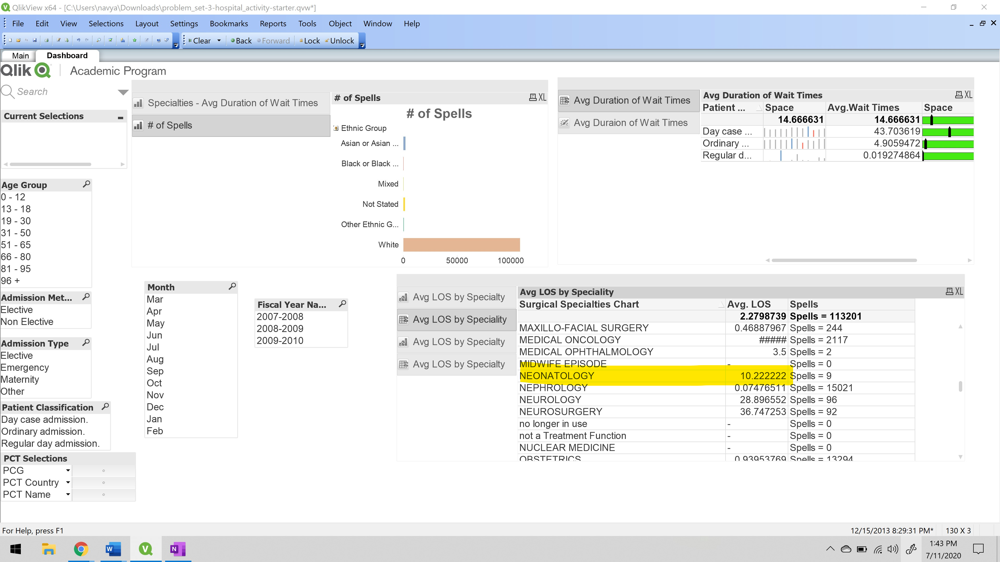 QlikView x64 - [C:\Users\navya\Downloads\problem_set-3-hospital_activity-starter.qvw*]
File Edit View Selections Layout Settings Bookmarks Reports Tools Object Window Help
Clear Back Forward Lock Unlock
Main Dashboard
Qlik Q Academic Program
Search
Current Selections
Age Group
0 - 12
13 - 18
19 - 30
31 - 50
51 - 65
66 - 80
81 - 95
96 +
Admission Met...
Elective
Non Elective
Admission Type
Elective
Emergency
Maternity
Other
Patient Classification
Day case admission.
Ordinary admission.
Regular day admission.
PCT Selections
PCG
PCT Country
PCT Name
Specialties - Avg Duration of Wait Times
# of Spells
# of Spells XL
# of Spells
Ethnic Group
Asian or Asian ...
Black or Black ...
Mixed
Not Stated
Other Ethnic G...
White
0 50000 100000
Avg Duration of Wait Times
Avg Duraion of Wait Times
Avg Duration of Wait Times XL
Patient ... Space Avg.Wait Times Space
14.666631 14.666631
Day case ... 43.703619
Ordinary ... 4.9059472
Regular d... 0.019274864
Month
Mar
Apr
May
Jun
Jul
Aug
Sep
Oct
Nov
Dec
Jan
Feb
Fiscal Year Na...
2007-2008
2008-2009
2009-2010
Avg LOS by Specialty
Avg LOS by Speciality
Avg LOS by Specialty
Avg LOS by Specialty
Avg LOS by Speciality XL
Surgical Specialties Chart Avg. LOS Spells
2.2798739 Spells = 113201
MAXILLO-FACIAL SURGERY 0.46887967 Spells = 244
MEDICAL ONCOLOGY ##### Spells = 2117
MEDICAL OPHTHALMOLOGY 3.5 Spells = 2
MIDWIFE EPISODE - Spells = 0
NEONATOLOGY 10.222222 Spells = 9
NEPHROLOGY 0.07476511 Spells = 15021
NEUROLOGY 28.896552 Spells = 96
NEUROSURGERY 36.747253 Spells = 92
no longer in use - Spells = 0
not a Treatment Function - Spells = 0
NUCLEAR MEDICINE - Spells = 0
OBSTETRICS 0.93953769 Spells = 13294
For Help, press F1 12/15/2013 8:29:31 PM* 130 X 3
1:43 PM
7/11/2020